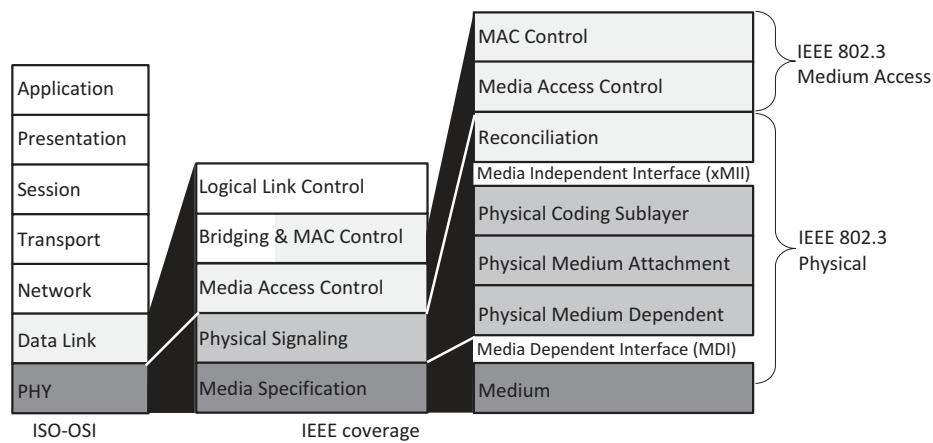 Application
Presentation
Session
Transport
Network
Data Link
PHY
ISO-OSI
Logical Link Control
Bridging & MAC Control
Media Access Control
Physical Signaling
Media Specification
IEEE coverage
MAC Control
Media Access Control
Reconciliation
Media Independent Interface (xMII)
Physical Coding Sublayer
Physical Medium Attachment
Physical Medium Dependent
Media Dependent Interface (MDI)
Medium
IEEE 802.3
Medium Access
IEEE 802.3
Physical